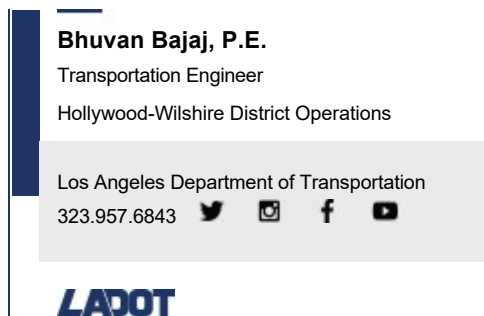 Bhuvan Bajaj, P.E.
Transportation Engineer
Hollywood-Wilshire District Operations
Los Angeles Department of Transportation
323.957.6843
LADOT